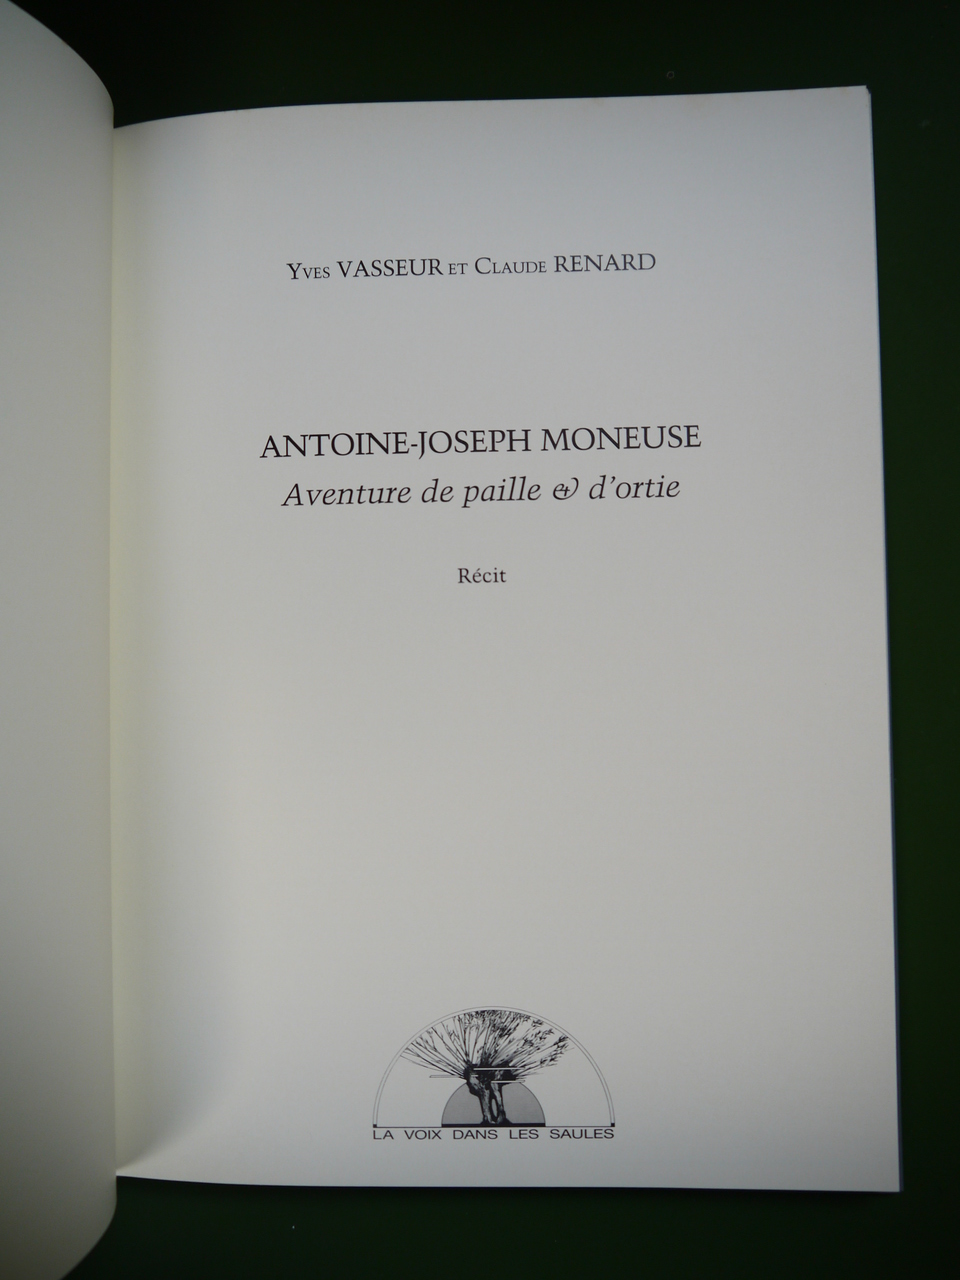 Yves VASSEUR et Claude RENARD
ANTOINE-JOSEPH MONEUSE
Aventure de paille & d'ortie
Récit
LA VOIX DANS LES SAULES